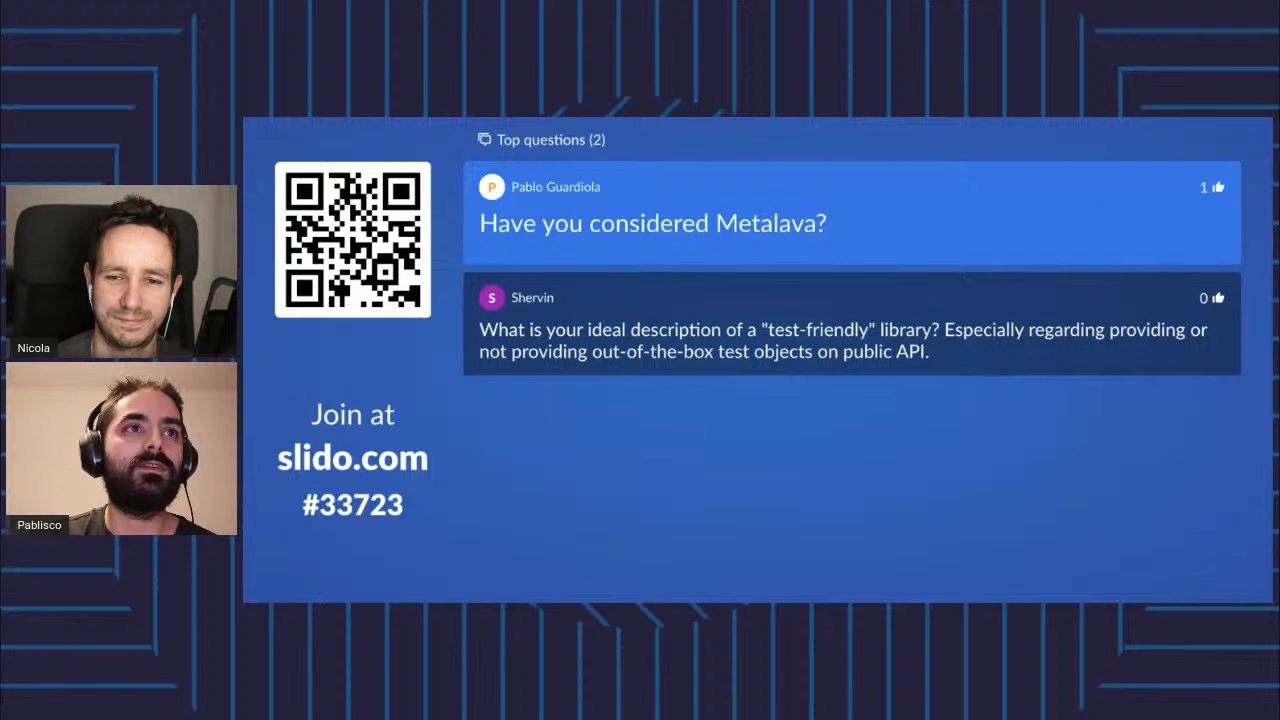 Top questions (2)
P Pablo Guardiola 1
Have you considered Metalava?
S Shervin 0
What is your ideal description of a "test-friendly" library? Especially regarding providing or
not providing out-of-the-box test objects on public API.
Nicola
Join at
slido.com
#33723
Pablisco